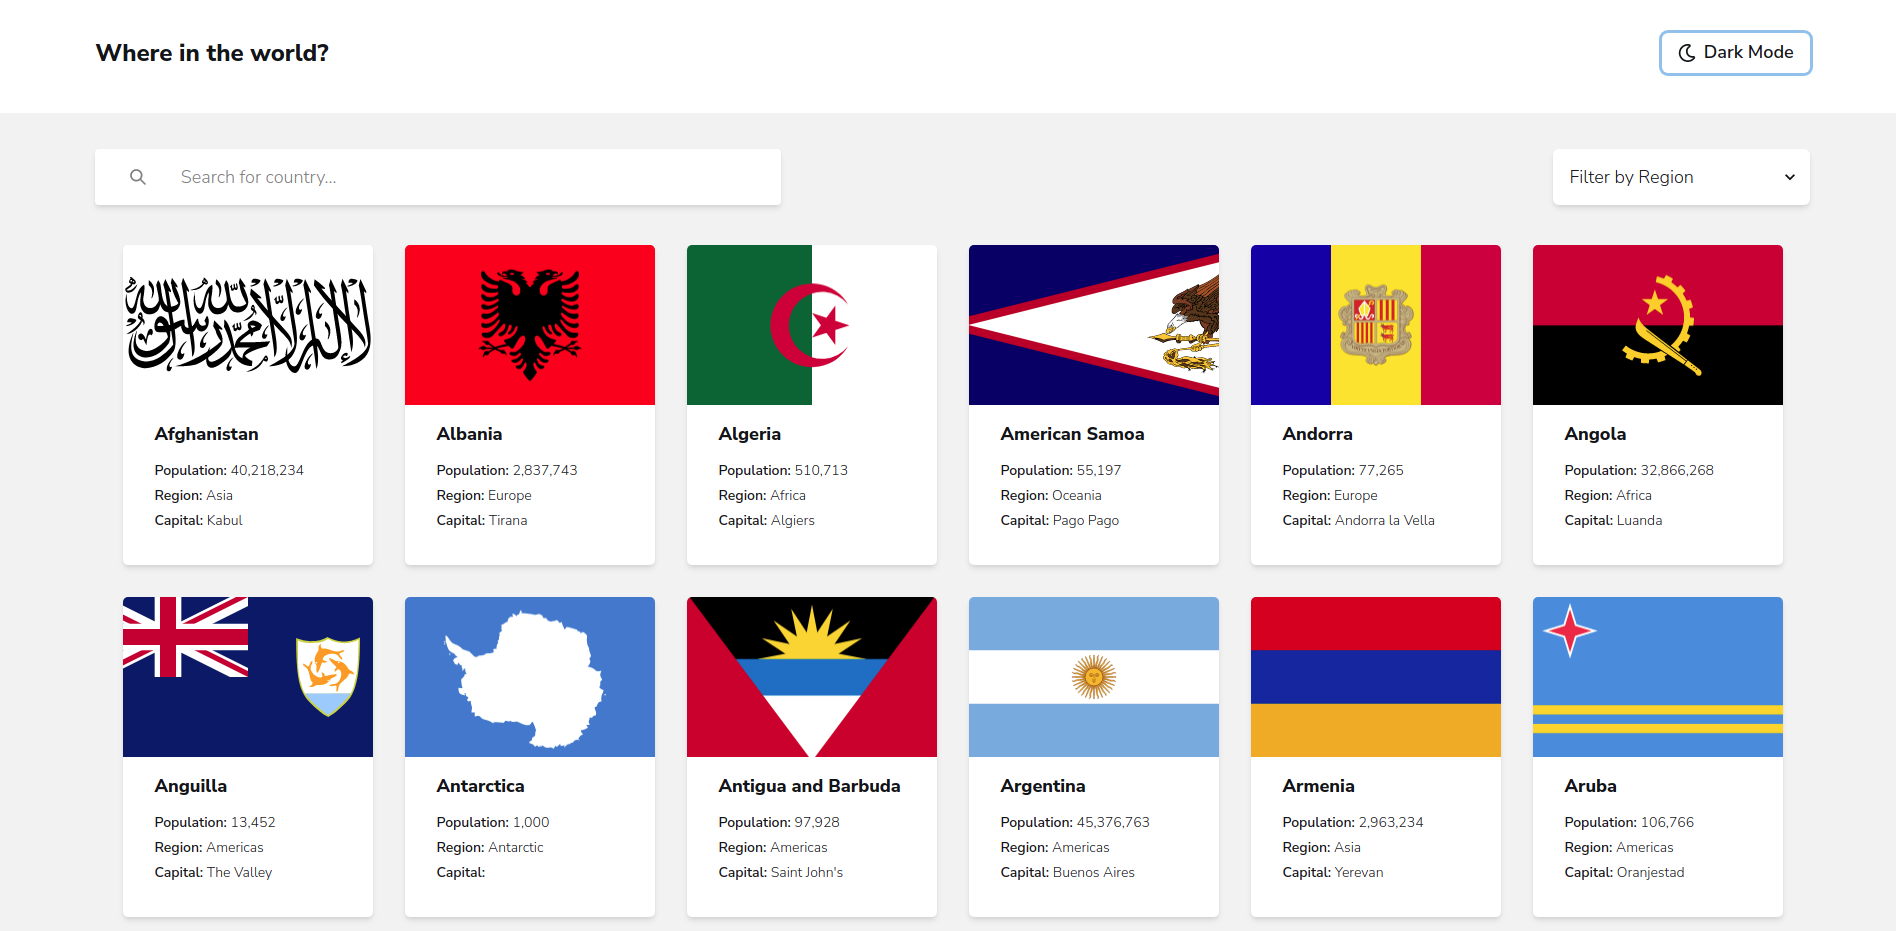 Where in the world?
Dark Mode
Search for country...
Filter by Region
لا إله إلا الله محمد رسول الله
Afghanistan
Population: 40,218,234
Region: Asia
Capital: Kabul
Albania
Population: 2,837,743
Region: Europe
Capital: Tirana
Algeria
Population: 510,713
Region: Africa
Capital: Algiers
American Samoa
Population: 55,197
Region: Oceania
Capital: Pago Pago
Andorra
Population: 77,265
Region: Europe
Capital: Andorra la Vella
Angola
Population: 32,866,268
Region: Africa
Capital: Luanda
Anguilla
Population: 13,452
Region: Americas
Capital: The Valley
Antarctica
Population: 1,000
Region: Antarctic
Capital:
Antigua and Barbuda
Population: 97,928
Region: Americas
Capital: Saint John's
Argentina
Population: 45,376,763
Region: Americas
Capital: Buenos Aires
Armenia
Population: 2,963,234
Region: Asia
Capital: Yerevan
Aruba
Population: 106,766
Region: Americas
Capital: Oranjestad